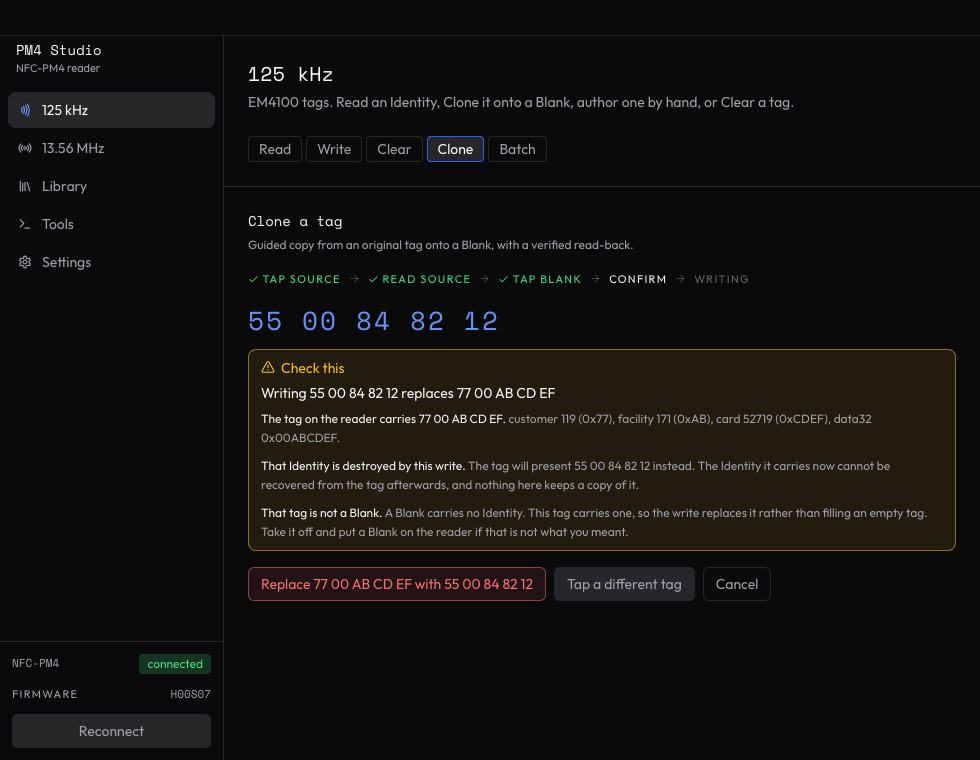 PM4 Studio
NFC-PM4 reader
125 kHz
13.56 MHz
Library
Tools
Settings
NFC-PM4
connected
FIRMWARE
H00S07
Reconnect
125 kHz
EM4100 tags. Read an Identity, Clone it onto a Blank, author one by hand, or Clear a tag.
Read
Write
Clear
Clone
Batch
Clone a tag
Guided copy from an original tag onto a Blank, with a verified read-back.
TAP SOURCE → READ SOURCE → TAP BLANK → CONFIRM → WRITING
55 00 84 82 12
Check this
Writing 55 00 84 82 12 replaces 77 00 AB CD EF
The tag on the reader carries 77 00 AB CD EF. customer 119 (0x77), facility 171 (0xAB), card 52719 (0xCDEF), data32
0x00ABCDEF.
That Identity is destroyed by this write. The tag will present 55 00 84 82 12 instead. The Identity it carries now cannot be
recovered from the tag afterwards, and nothing here keeps a copy of it.
That tag is not a Blank. A Blank carries no Identity. This tag carries one, so the write replaces it rather than filling an empty tag.
Take it off and put a Blank on the reader if that is not what you meant.
Replace 77 00 AB CD EF with 55 00 84 82 12
Tap a different tag
Cancel